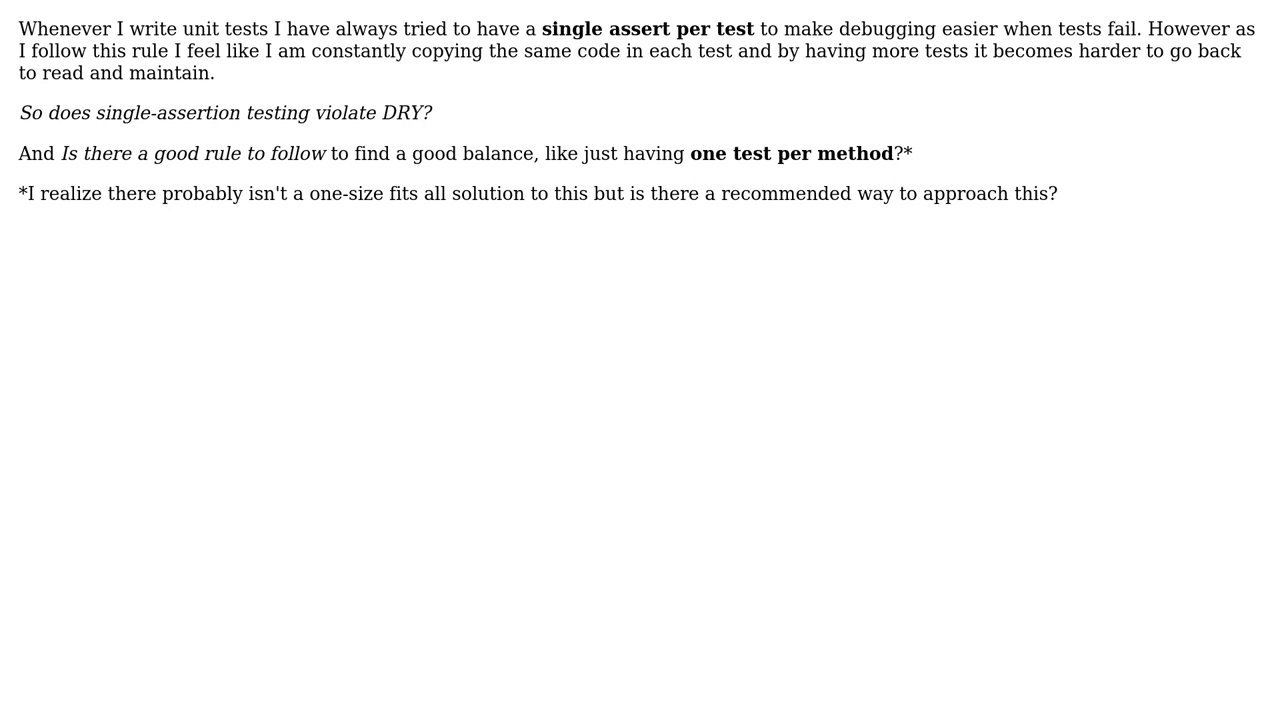 Whenever I write unit tests I have always tried to have a single assert per test to make debugging easier when tests fail. However as
I follow this rule I feel like I am constantly copying the same code in each test and by having more tests it becomes harder to go back
to read and maintain.
So does single-assertion testing violate DRY?
And Is there a good rule to follow to find a good balance, like just having one test per method?*
*I realize there probably isn't a one-size fits all solution to this but is there a recommended way to approach this?